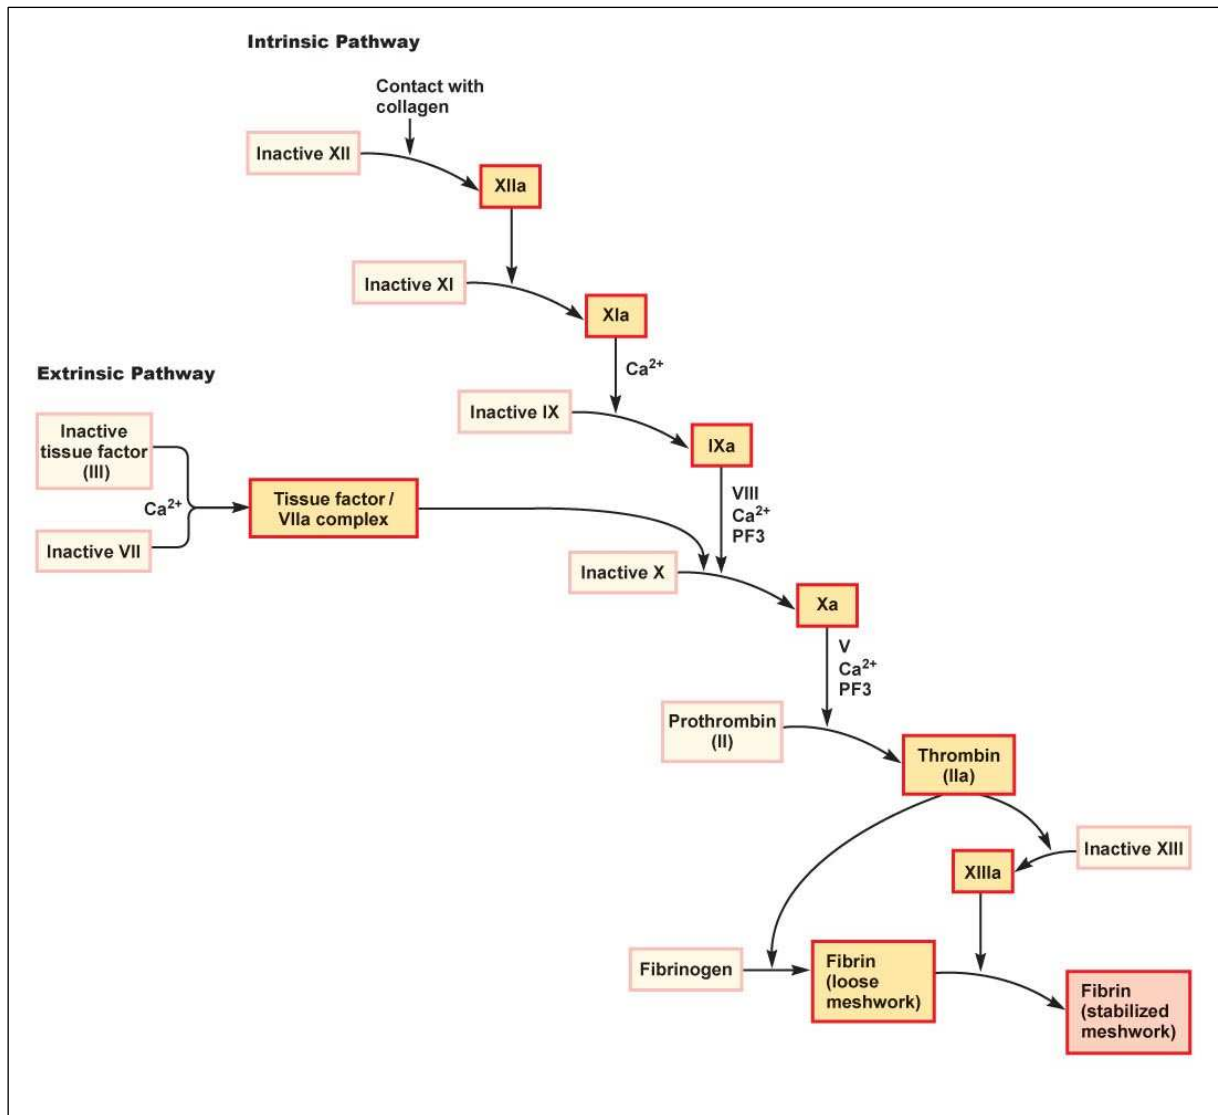 Intrinsic Pathway
Contact with
collagen
Inactive XII
XIIa
Inactive XI
XIa
Ca²⁺
Extrinsic Pathway
Inactive
tissue factor
(III)
Ca²⁺
Inactive VII
Tissue factor /
VIIa complex
Inactive IX
IXa
VIII
Ca²⁺
PF3
Inactive X
Xa
V
Ca²⁺
PF3
Prothrombin
(II)
Thrombin
(IIa)
Inactive XIII
XIIIa
Fibrinogen
Fibrin
(loose
meshwork)
Fibrin
(stabilized
meshwork)